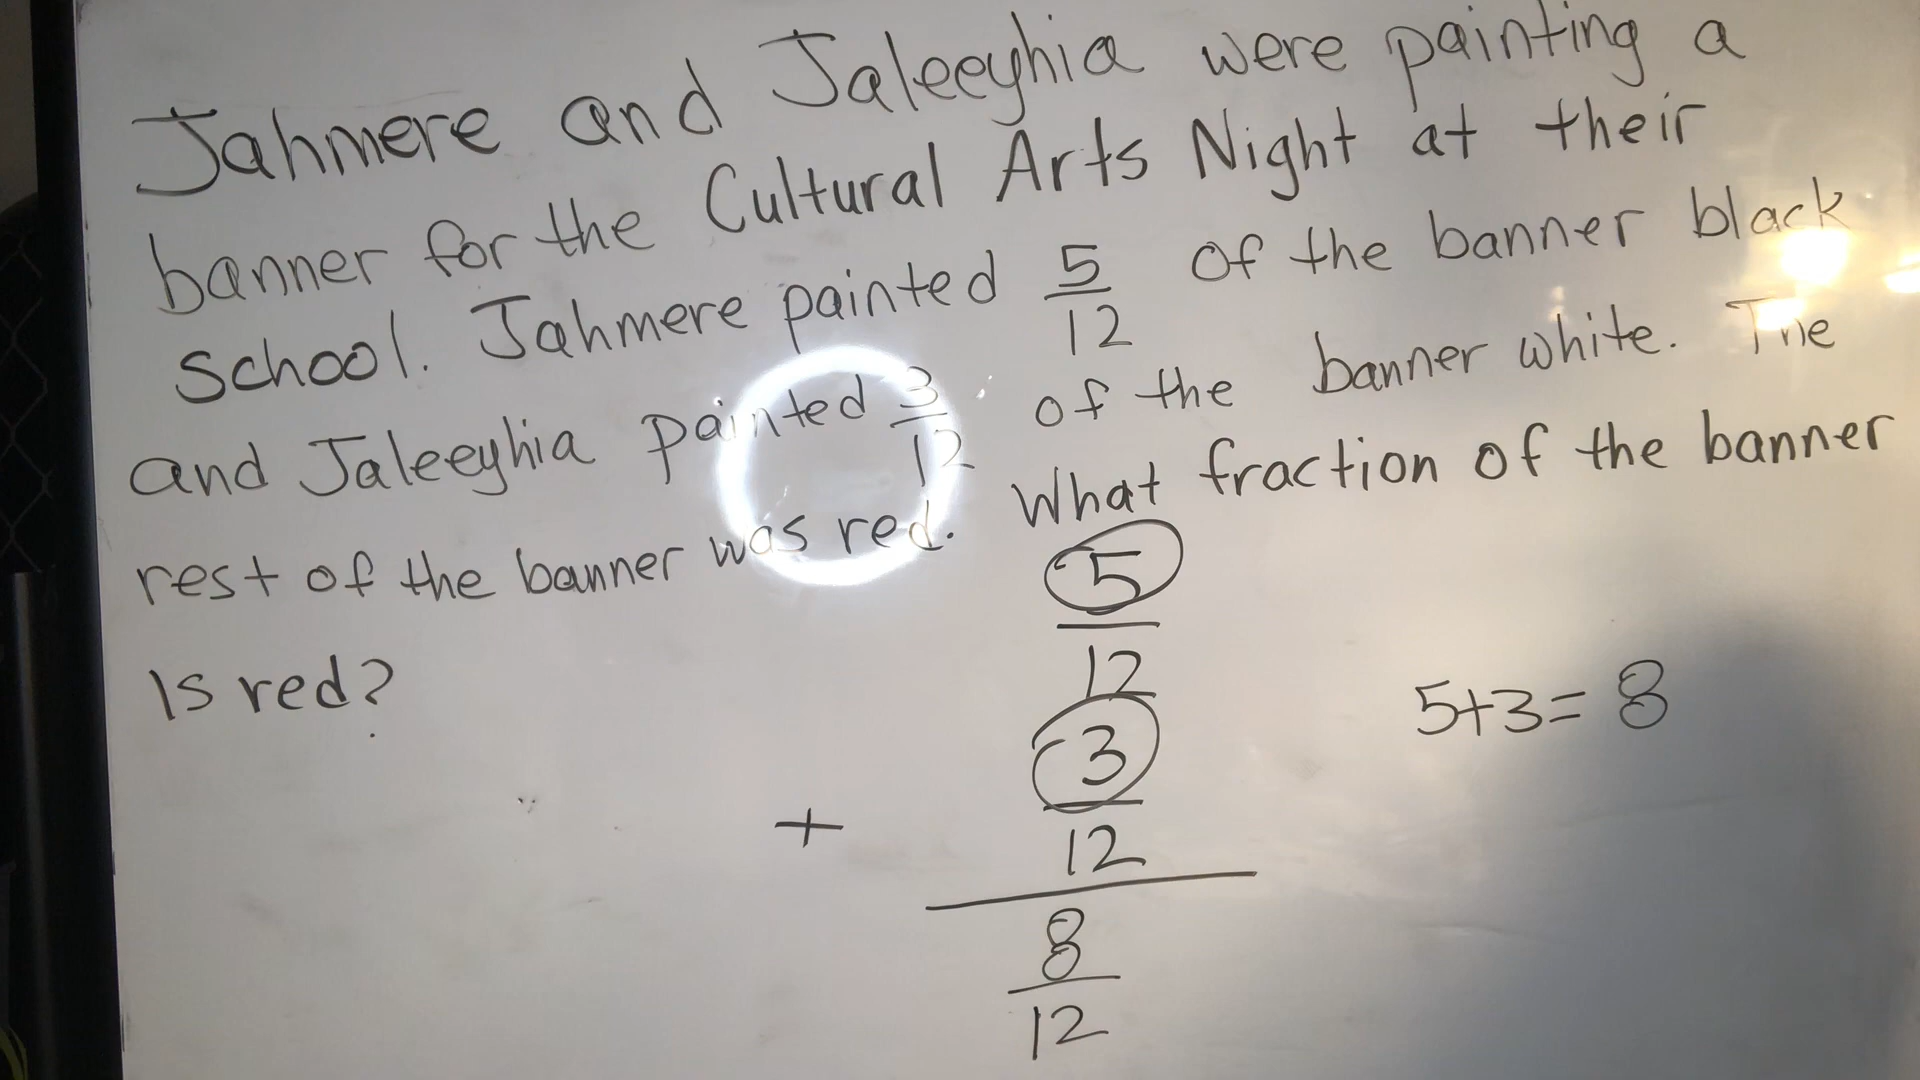 Jahmere and Jaleeyhia were painting a
banner for the Cultural Arts Night at their
school. Jahmere painted 5/12 of the banner black
and Jaleeyhia painted 3/12 of the banner white. The
rest of the banner was red. What fraction of the banner
Is red?
5
12
3
+
12
5+3=8
8
12